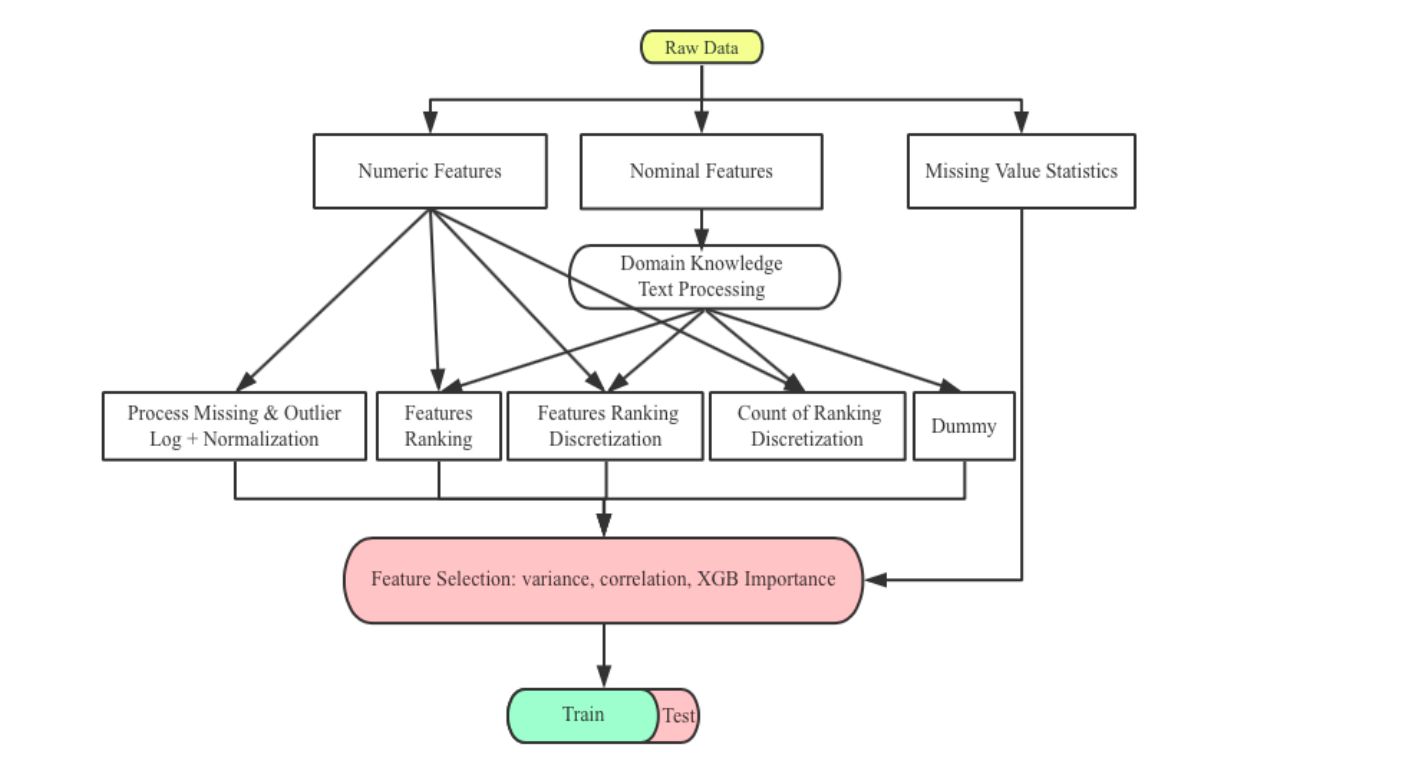 Raw Data
Numeric Features
Nominal Features
Missing Value Statistics
Domain Knowledge
Text Processing
Process Missing & Outlier
Log + Normalization
Features
Ranking
Features Ranking
Discretization
Count of Ranking
Discretization
Dummy
Feature Selection: variance, correlation, XGB Importance
Train
Test